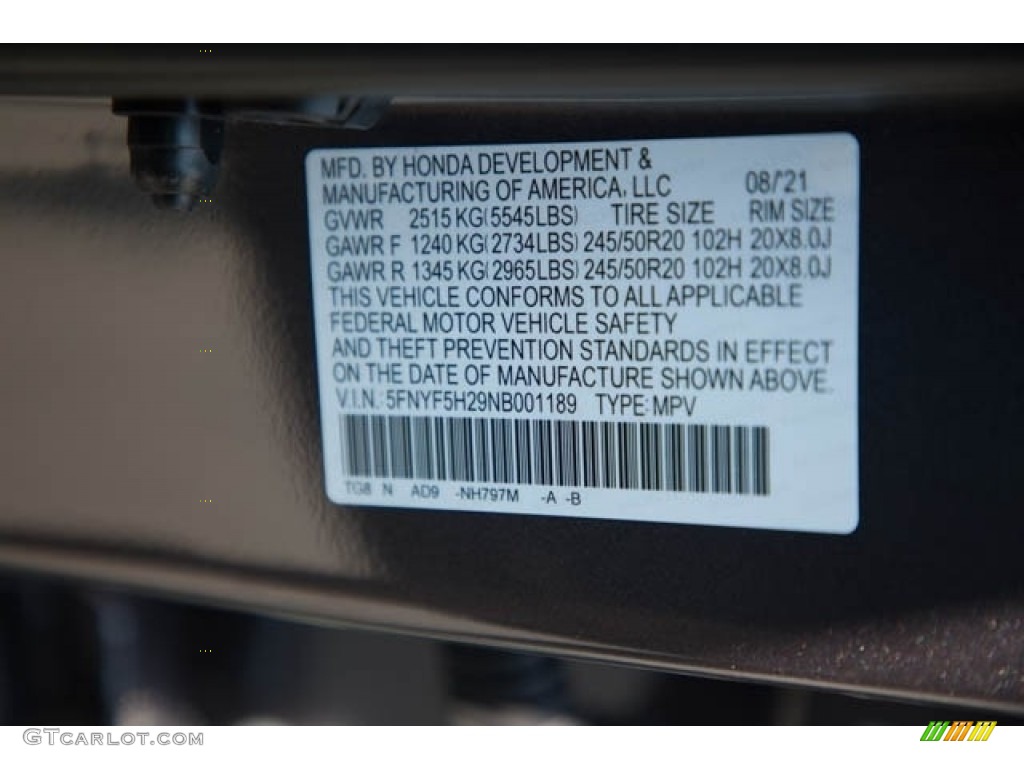 MFD. BY HONDA DEVELOPMENT &
MANUFACTURING OF AMERICA, LLC 08/'21
GVWR 2515 KG(5545LBS) TIRE SIZE RIM SIZE
GAWR F 1240 KG(2734LBS) 245/50R20 102H 20X8.0J
GAWR R 1345 KG(2965LBS) 245/50R20 102H 20X8.0J
THIS VEHICLE CONFORMS TO ALL APPLICABLE
FEDERAL MOTOR VEHICLE SAFETY
AND THEFT PREVENTION STANDARDS IN EFFECT
ON THE DATE OF MANUFACTURE SHOWN ABOVE.
V.I.N.: 5FNYF5H29NB001189 TYPE: MPV
TG8 N AD9 -NH797M -A -B
GTCARLOT.COM